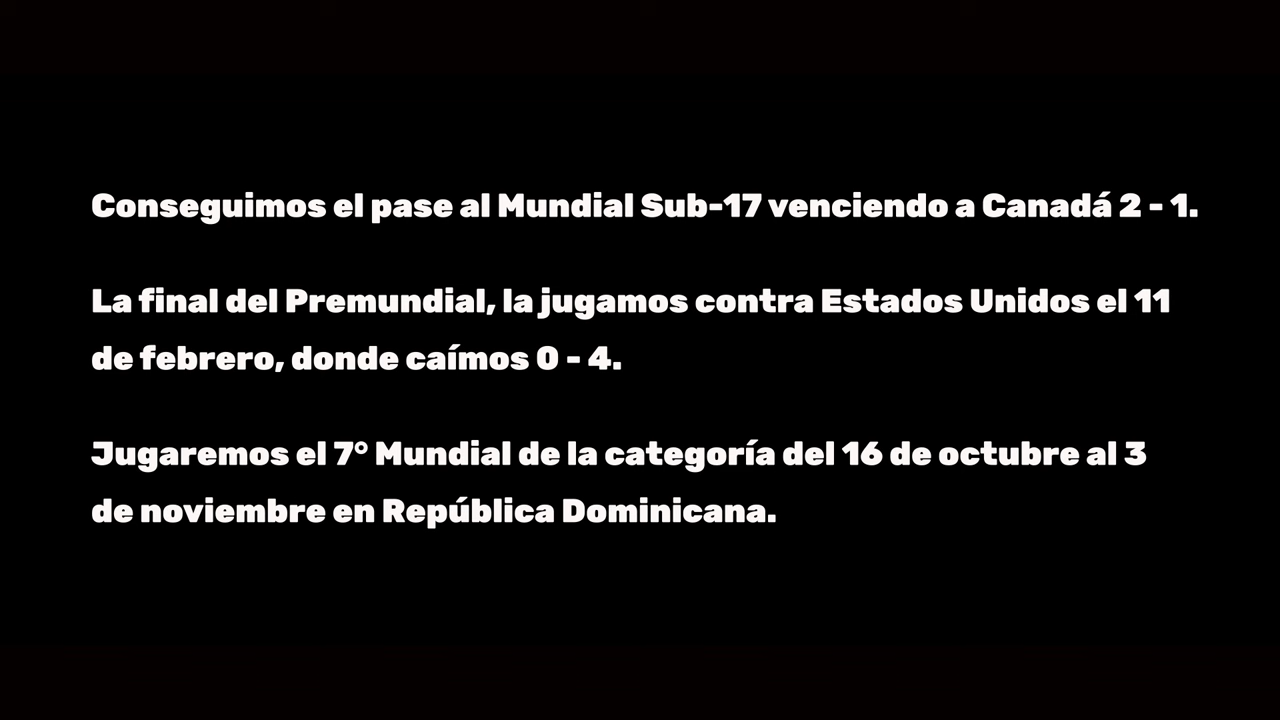 Conseguimos el pase al Mundial Sub-17 venciendo a Canadá 2 - 1.
La final del Premundial, la jugamos contra Estados Unidos el 11
de febrero, donde caímos 0 - 4.
Jugaremos el 7° Mundial de la categoría del 16 de octubre al 3
de noviembre en República Dominicana.